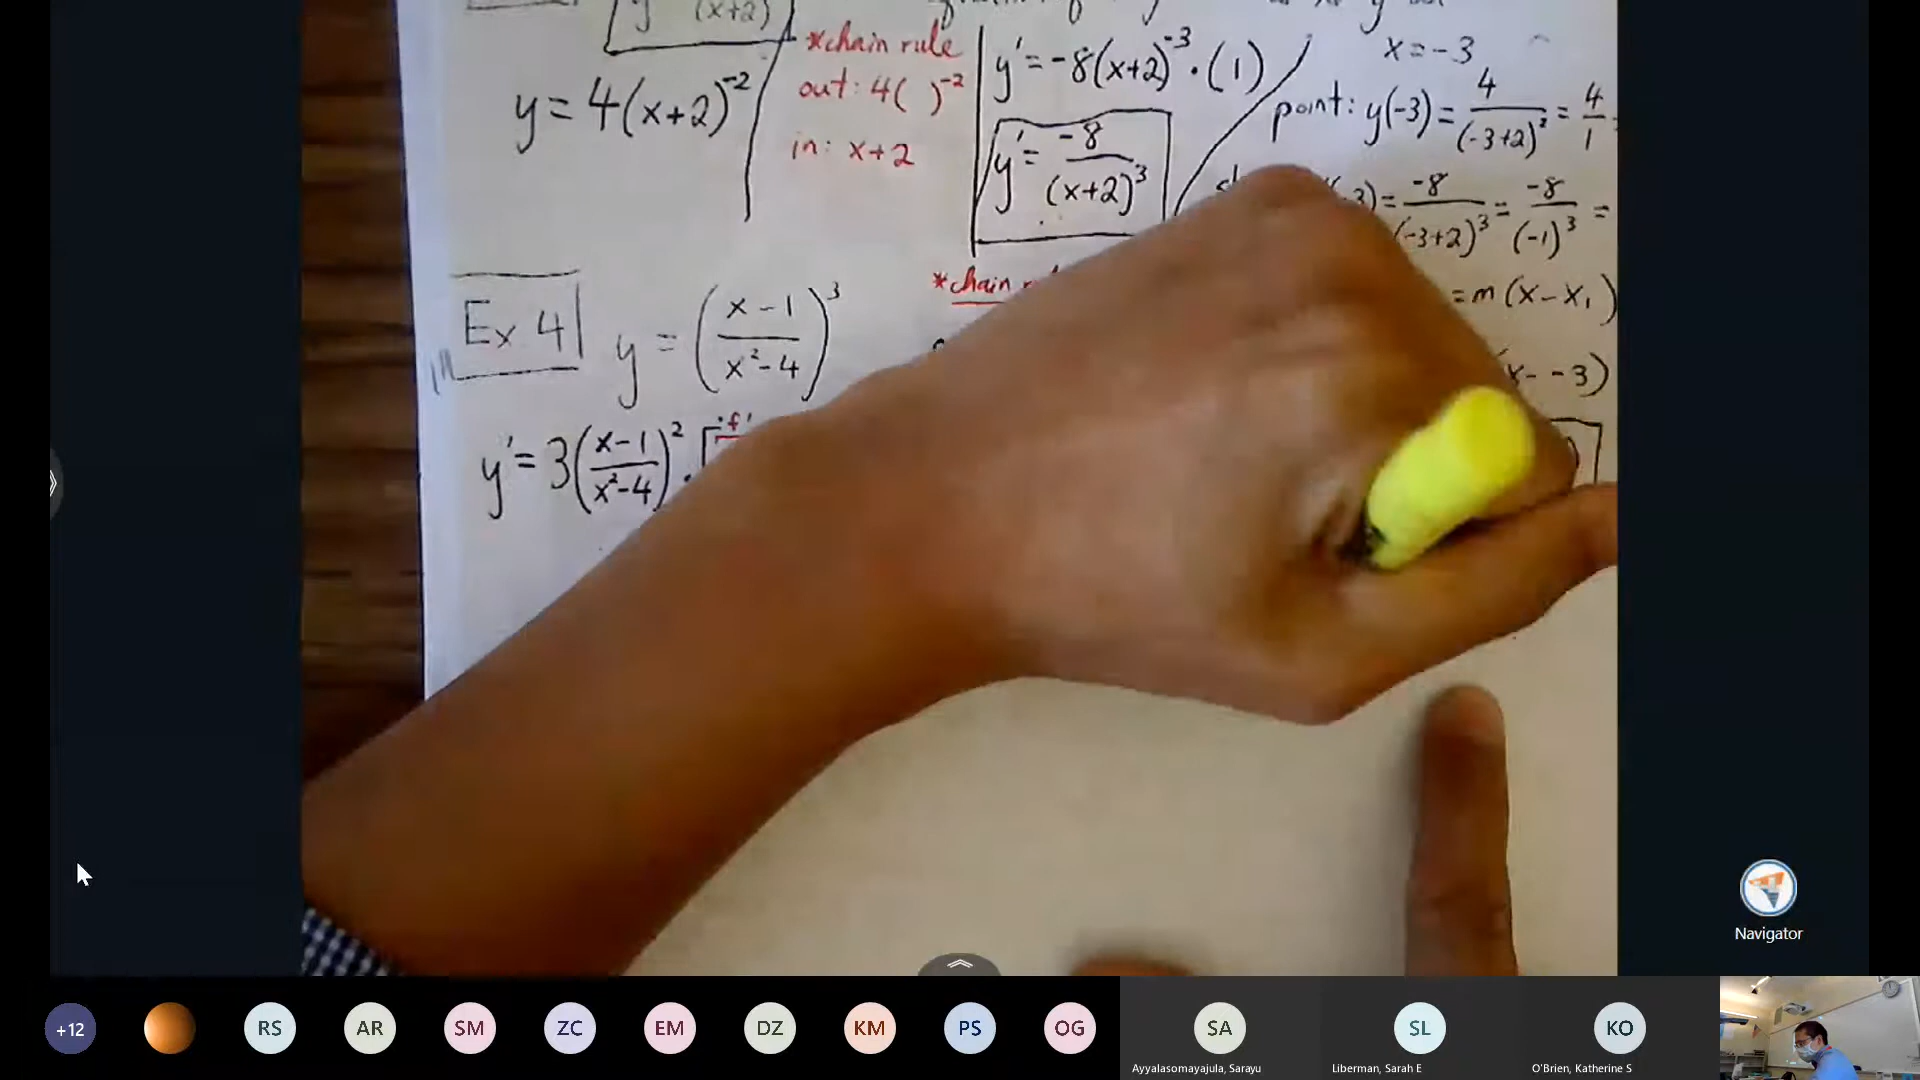 (x+2)
y = 4(x+2)^-2
*chain rule
out: 4( )^-2
in: x+2
y' = -8(x+2)^-3 · (1)
y' = -8/(x+2)^3
x = -3
point: y(-3) = 4/(-3+2)^2 = 4/1
3) = -8/(-3+2)^3 = -8/(-1)^3 =
= m(x-x₁)
x--3)
Ex 4
y = (x-1/x²-4)^3
*chain
y' = 3(x-1/x²-4)^2 · [
·f'
Navigator
+12
RS
AR
SM
ZC
EM
DZ
KM
PS
OG
SA
SL
KO
Ayyalasomayajula, Sarayu
Liberman, Sarah E
O'Brien, Katherine S